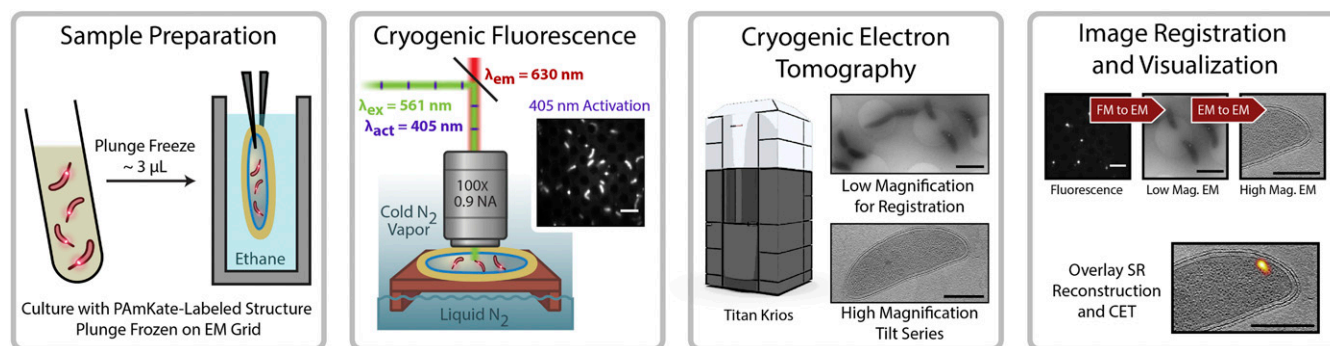 Sample Preparation
Plunge Freeze
~ 3 μL
Ethane
Culture with PAmKate-Labeled Structure
Plunge Frozen on EM Grid
Cryogenic Fluorescence
λem = 630 nm
λex = 561 nm
λact = 405 nm
405 nm Activation
100x
0.9 NA
Cold N2
Vapor
Liquid N2
Cryogenic Electron
Tomography
Low Magnification
for Registration
Titan Krios
High Magnification
Tilt Series
Image Registration
and Visualization
FM to EM
EM to EM
Fluorescence
Low Mag. EM
High Mag. EM
Overlay SR
Reconstruction
and CET